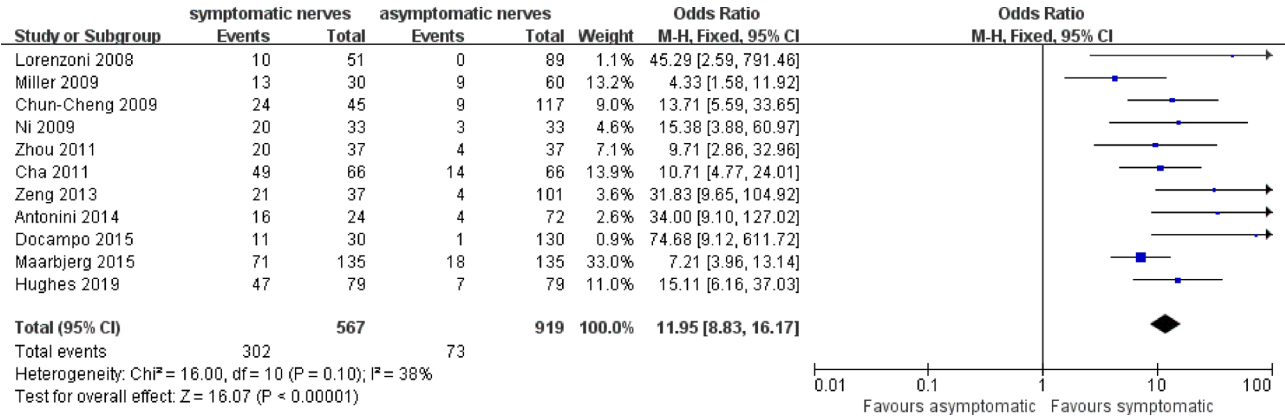 symptomatic nerves asymptomatic nerves Odds Ratio Odds Ratio
Study or Subgroup Events Total Events Total Weight M-H, Fixed, 95% CI M-H, Fixed, 95% CI
Lorenzoni 2008 10 51 0 89 1.1% 45.29 [2.59, 791.46]
Miller 2009 13 30 9 60 13.2% 4.33 [1.58, 11.92]
Chun-Cheng 2009 24 45 9 117 9.0% 13.71 [5.59, 33.65]
Ni 2009 20 33 3 33 4.6% 15.38 [3.88, 60.97]
Zhou 2011 20 37 4 37 7.1% 9.71 [2.86, 32.96]
Cha 2011 49 66 14 66 13.9% 10.71 [4.77, 24.01]
Zeng 2013 21 37 4 101 3.6% 31.83 [9.65, 104.92]
Antonini 2014 16 24 4 72 2.6% 34.00 [9.10, 127.02]
Docampo 2015 11 30 1 130 0.9% 74.68 [9.12, 611.72]
Maarbjerg 2015 71 135 18 135 33.0% 7.21 [3.96, 13.14]
Hughes 2019 47 79 7 79 11.0% 15.11 [6.16, 37.03]
Total (95% CI) 567 919 100.0% 11.95 [8.83, 16.17]
Total events 302 73
Heterogeneity: Chi² = 16.00, df = 10 (P = 0.10); I² = 38%
Test for overall effect: Z = 16.07 (P < 0.00001)
0.01 0.1 1 10 100
Favours asymptomatic Favours symptomatic